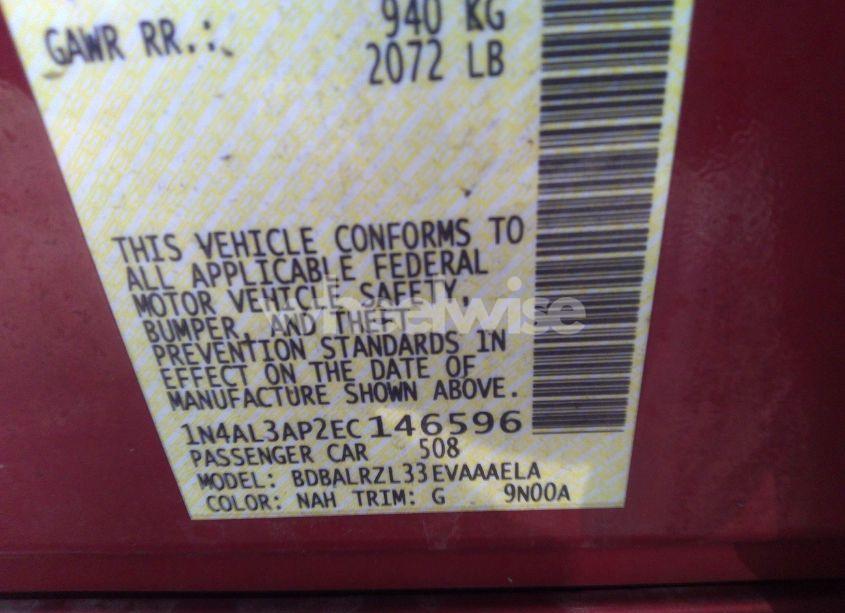 GAWR RR.: 940 KG
2072 LB
THIS VEHICLE CONFORMS TO
ALL APPLICABLE FEDERAL
MOTOR VEHICLE SAFETY,
BUMPER, AND THEFT
PREVENTION STANDARDS IN
EFFECT ON THE DATE OF
MANUFACTURE SHOWN ABOVE.
1N4AL3AP2EC146596
PASSENGER CAR 508
MODEL: BDBALRZL33EVAAAELA
COLOR: NAH TRIM: G 9N00A
wheelwise